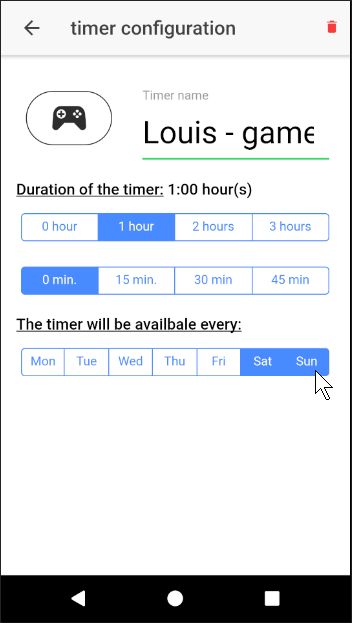 timer configuration
Timer name
Louis - game
Duration of the timer: 1:00 hour(s)
0 hour 1 hour 2 hours 3 hours
0 min. 15 min. 30 min 45 min
The timer will be availbale every:
Mon Tue Wed Thu Fri Sat Sun